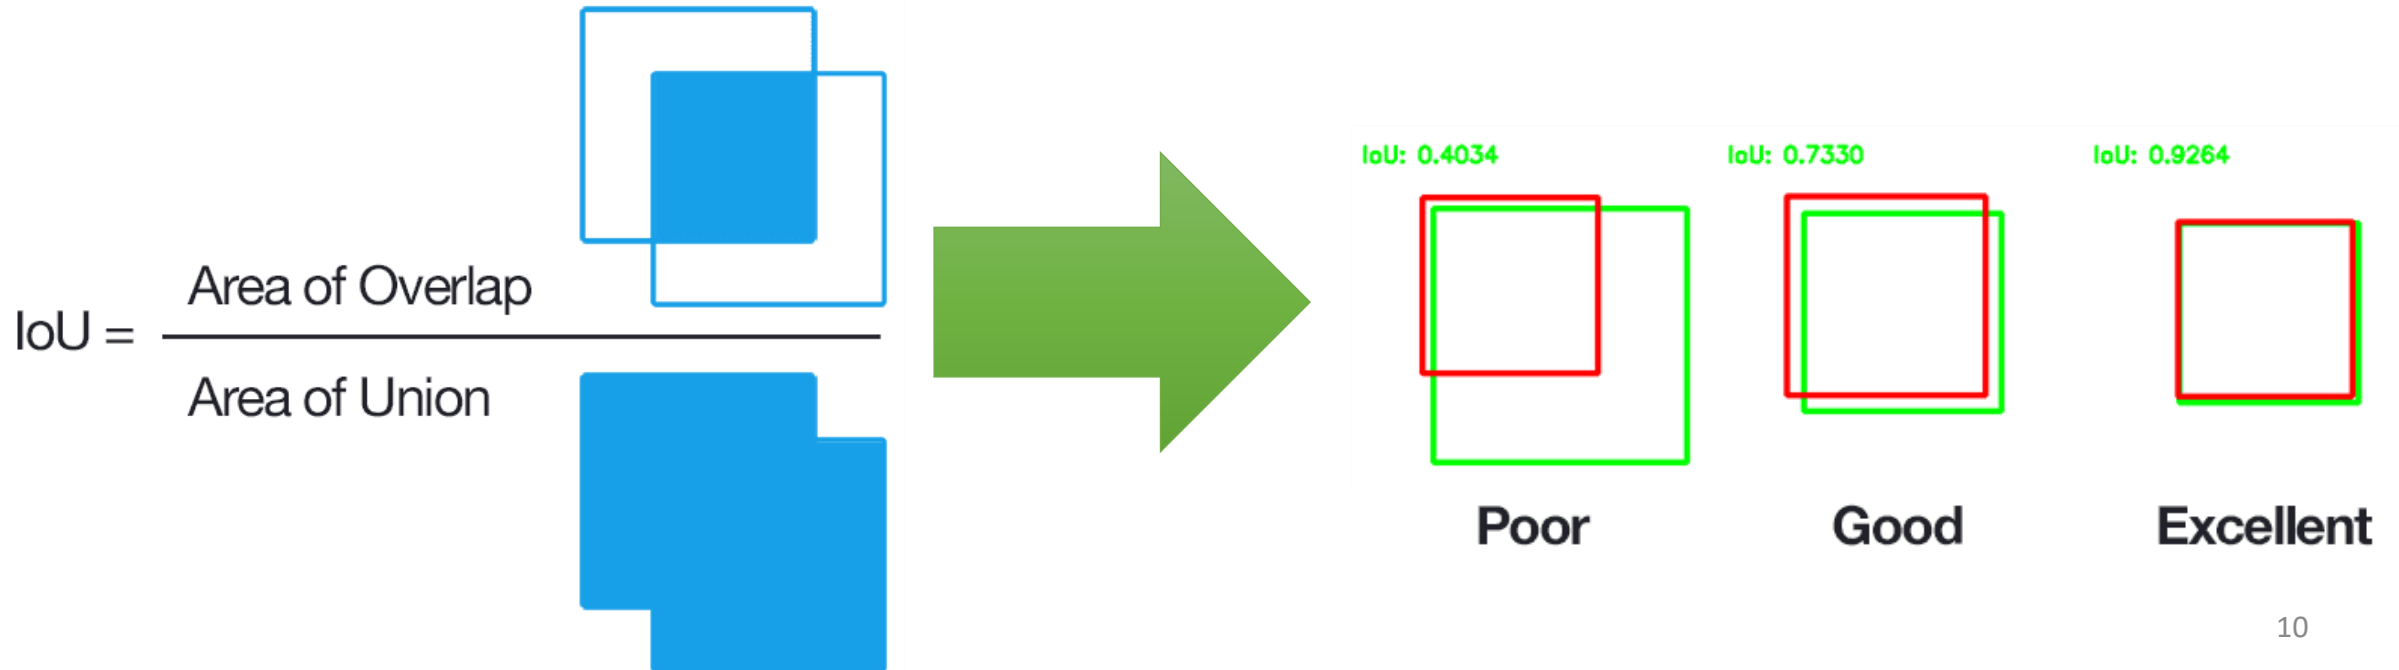 IoU =
Area of Overlap
Area of Union
IoU: 0.4034
IoU: 0.7330
IoU: 0.9264
Poor
Good
Excellent
10